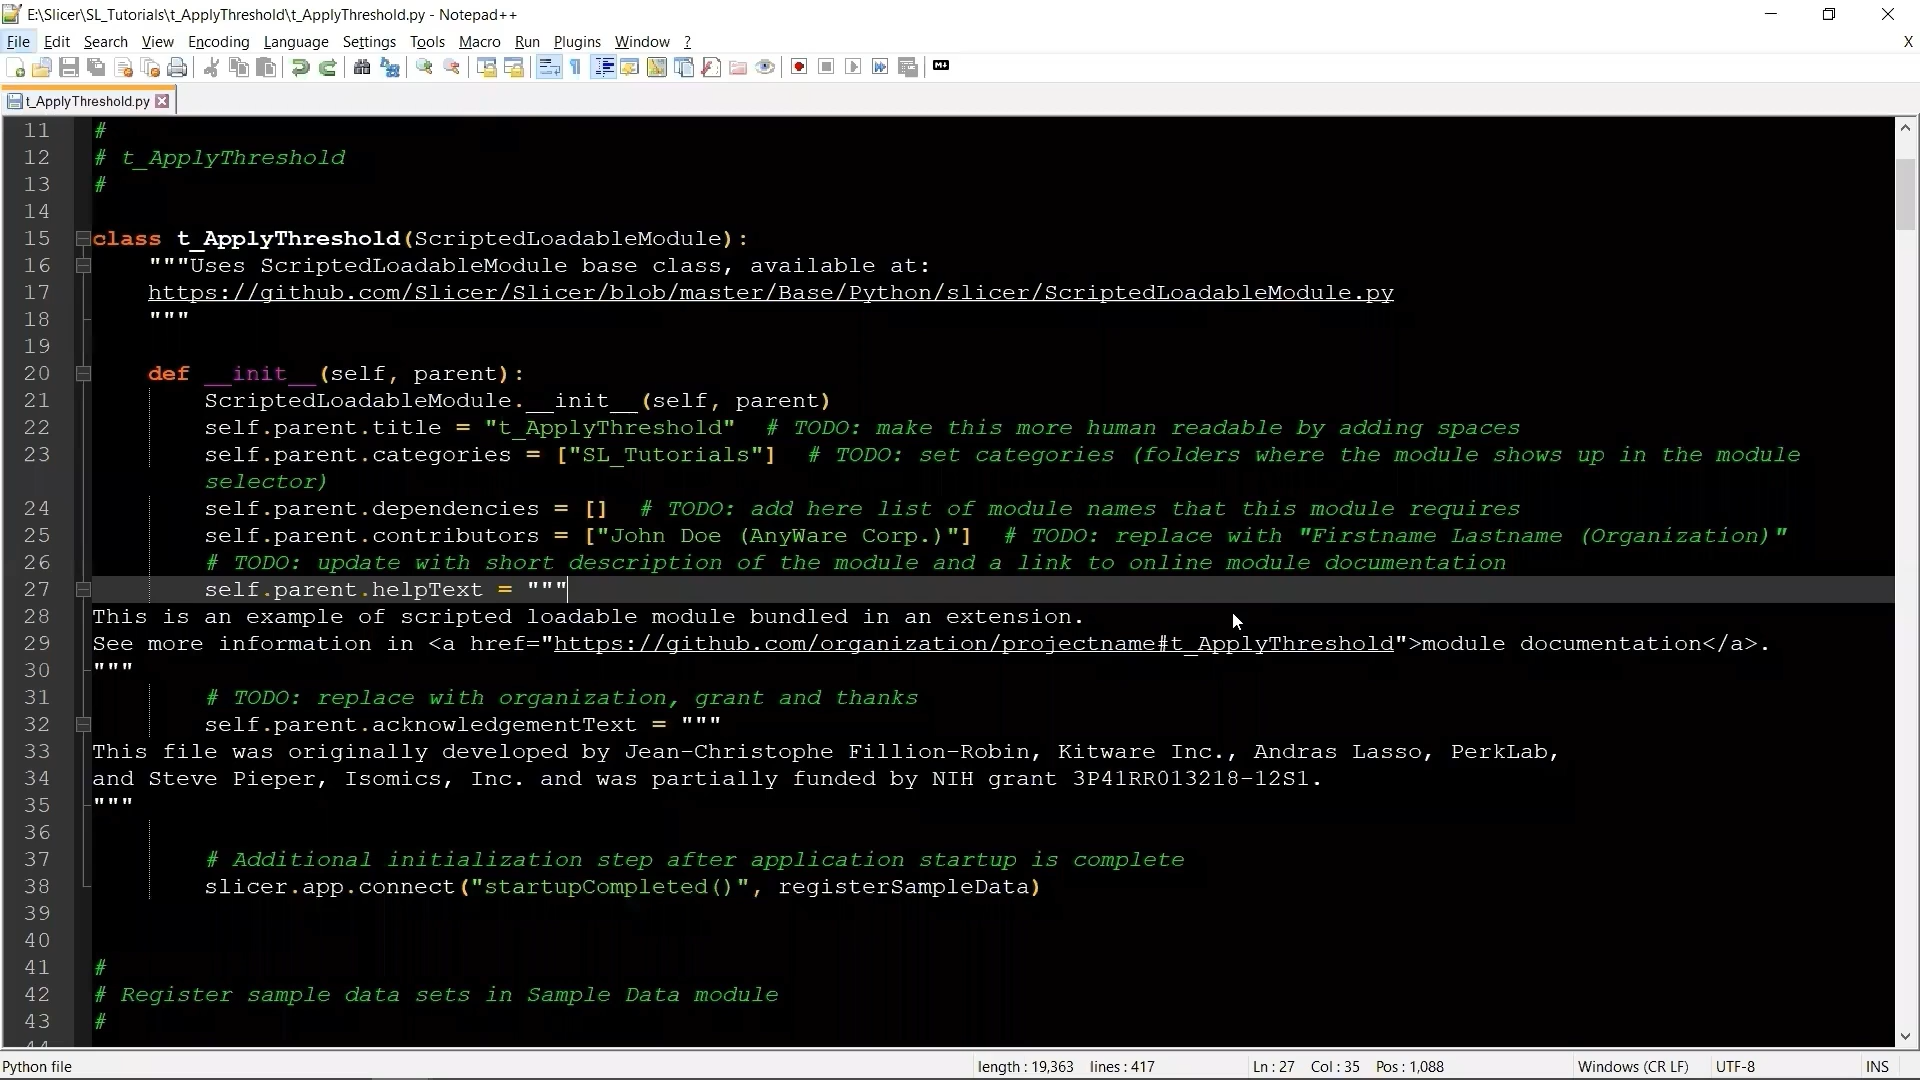 E:\Slicer\SL_Tutorials\t_ApplyThreshold\t_ApplyThreshold.py - Notepad++
File Edit Search View Encoding Language Settings Tools Macro Run Plugins Window ? X
t_ApplyThreshold.py
11 #
12 # t_ApplyThreshold
13 #
14
15 class t_ApplyThreshold(ScriptedLoadableModule):
16 """Uses ScriptedLoadableModule base class, available at:
17 https://github.com/Slicer/Slicer/blob/master/Base/Python/slicer/ScriptedLoadableModule.py
18 """
19
20 def __init__(self, parent):
21 ScriptedLoadableModule.__init__(self, parent)
22 self.parent.title = "t_ApplyThreshold"  # TODO: make this more human readable by adding spaces
23 self.parent.categories = ["SL_Tutorials"]  # TODO: set categories (folders where the module shows up in the module
selector)
24 self.parent.dependencies = []  # TODO: add here list of module names that this module requires
25 self.parent.contributors = ["John Doe (AnyWare Corp.)"]  # TODO: replace with "Firstname Lastname (Organization)"
26 # TODO: update with short description of the module and a link to online module documentation
27 self.parent.helpText = """
28 This is an example of scripted loadable module bundled in an extension.
29 See more information in <a href="https://github.com/organization/projectname#t_ApplyThreshold">module documentation</a>.
30 """
31 # TODO: replace with organization, grant and thanks
32 self.parent.acknowledgementText = """
33 This file was originally developed by Jean-Christophe Fillion-Robin, Kitware Inc., Andras Lasso, PerkLab,
34 and Steve Pieper, Isomics, Inc. and was partially funded by NIH grant 3P41RR013218-12S1.
35 """
36
37 # Additional initialization step after application startup is complete
38 slicer.app.connect("startupCompleted()", registerSampleData)
39
40
41 #
42 # Register sample data sets in Sample Data module
43 #
44
Python file length : 19,363 lines : 417 Ln : 27 Col : 35 Pos : 1,088 Windows (CR LF) UTF-8 INS